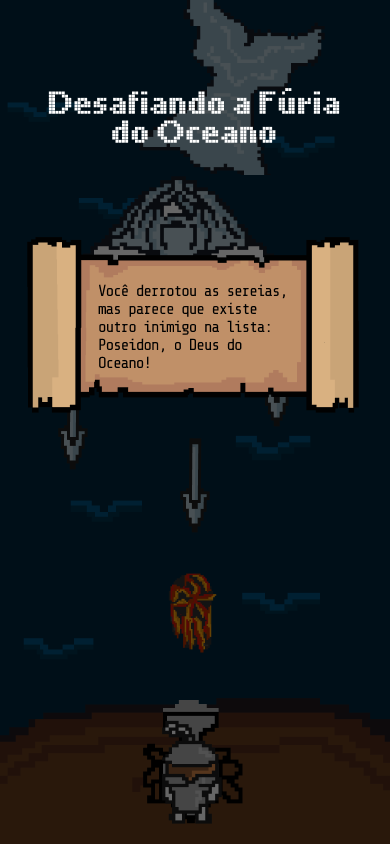 Desafiando a Fúria
do Oceano
Você derrotou as sereias,
mas parece que existe
outro inimigo na lista:
Poseidon, o Deus do
Oceano!